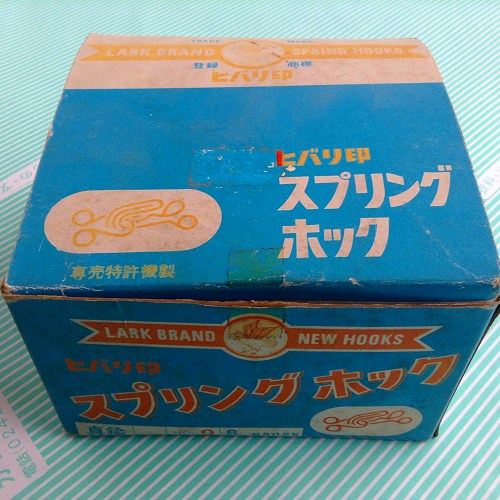 TRADE MARK
LARK BRAND SPRING HOOKS
登録 商標
ヒバリ印
ヒバリ印
スプリング
ホック
専売特許機製
LARK BRAND NEW HOOKS
ヒバリ印
スプリング ホック